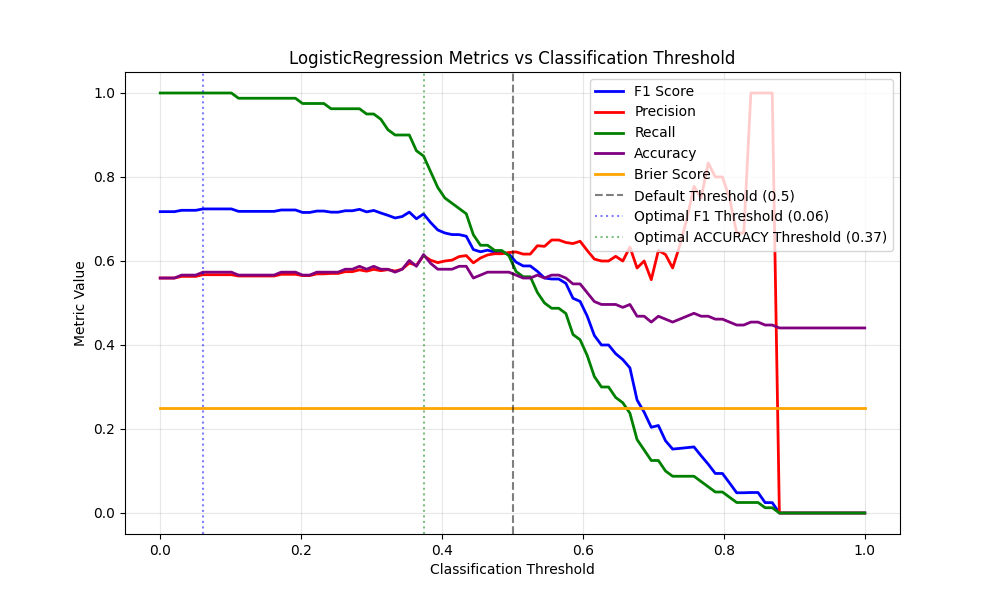 LogisticRegression Metrics vs Classification Threshold
Metric Value
1.0
0.8
0.6
0.4
0.2
0.0
F1 Score
Precision
Recall
Accuracy
Brier Score
Default Threshold (0.5)
Optimal F1 Threshold (0.06)
Optimal ACCURACY Threshold (0.37)
0.0
0.2
0.4
0.6
0.8
1.0
Classification Threshold